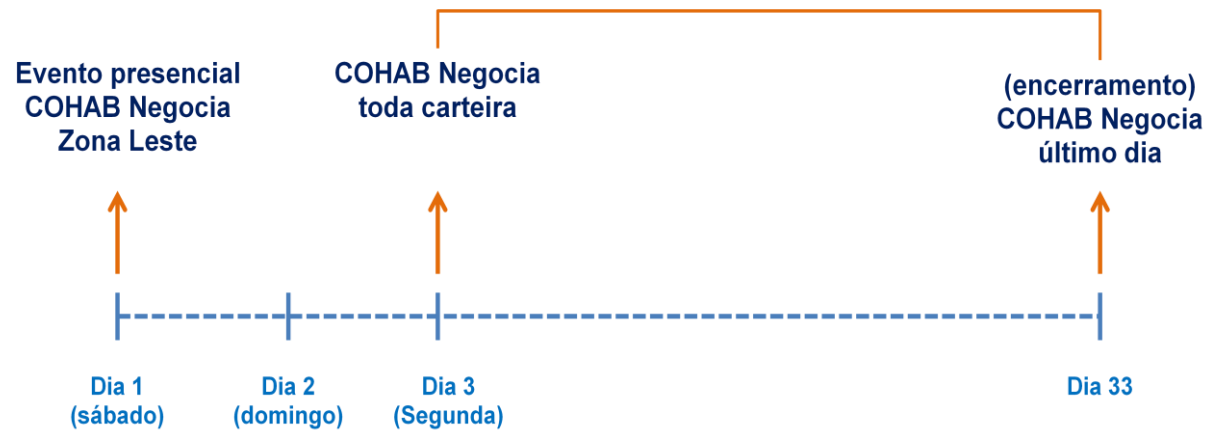 Evento presencial
COHAB Negocia
Zona Leste
COHAB Negocia
toda carteira
(encerramento)
COHAB Negocia
último dia
Dia 1
(sábado)
Dia 2
(domingo)
Dia 3
(Segunda)
Dia 33